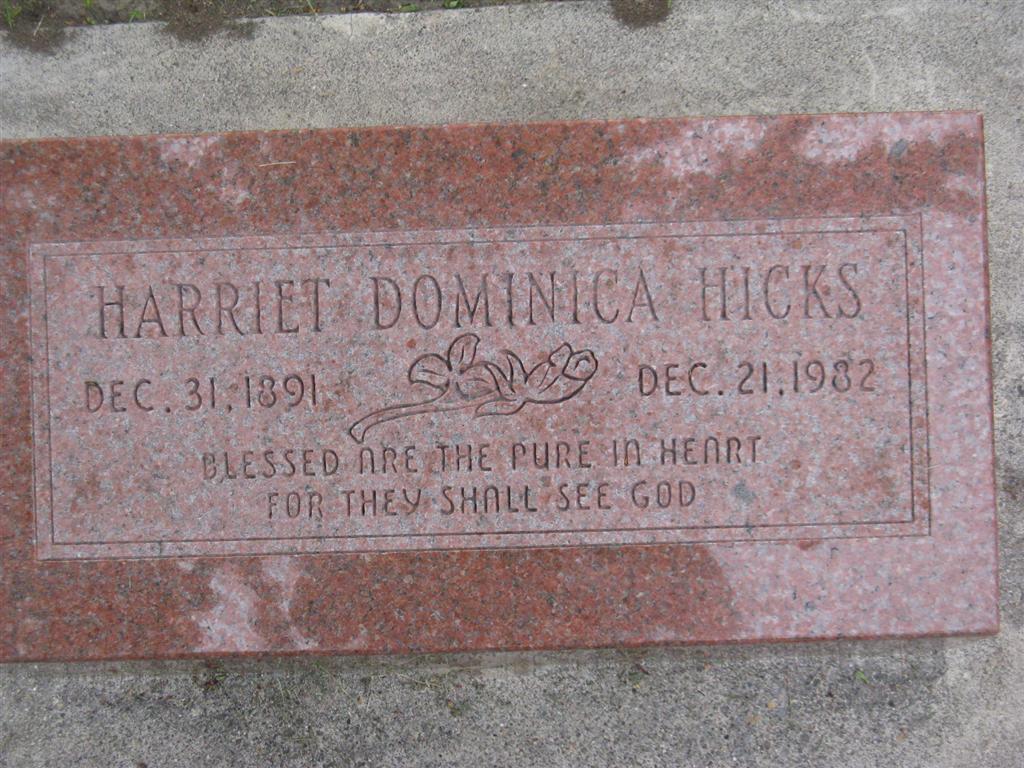 HARRIET DOMINICA HICKS
DEC. 31, 1891 DEC. 21, 1982
BLESSED ARE THE PURE IN HEART
FOR THEY SHALL SEE GOD